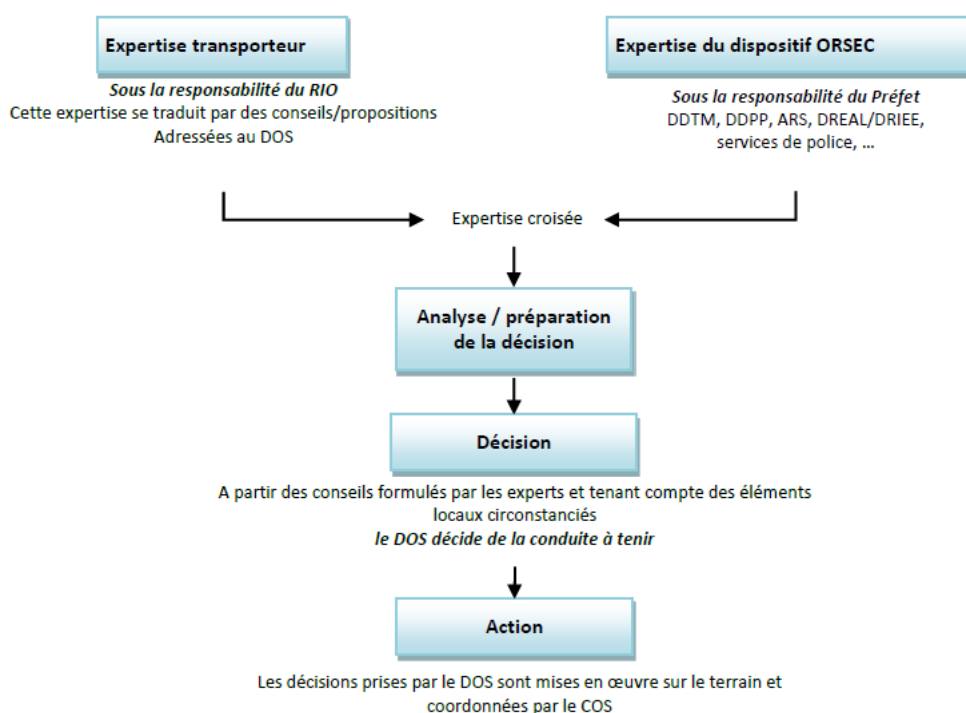 Expertise transporteur
Sous la responsabilité du RIO
Cette expertise se traduit par des conseils/propositions
Adressées au DOS
Expertise du dispositif ORSEC
Sous la responsabilité du Préfet
DDTM, DDPP, ARS, DREAL/DRIEE,
services de police, ...
Expertise croisée
Analyse / préparation
de la décision
Décision
A partir des conseils formulés par les experts et tenant compte des éléments
locaux circonstanciés
le DOS décide de la conduite à tenir
Action
Les décisions prises par le DOS sont mises en œuvre sur le terrain et
coordonnées par le COS